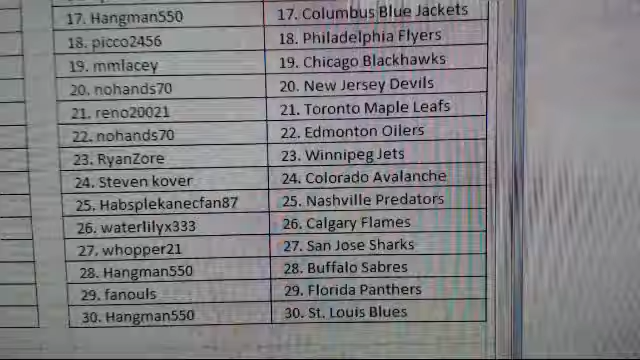 17. Hangman550 17. Columbus Blue Jackets
18. picco2456 18. Philadelphia Flyers
19. mmlacey 19. Chicago Blackhawks
20. nohands70 20. New Jersey Devils
21. reno20021 21. Toronto Maple Leafs
22. nohands70 22. Edmonton Oilers
23. RyanZore 23. Winnipeg Jets
24. Steven kover 24. Colorado Avalanche
25. Habsplekanecfan87 25. Nashville Predators
26. waterlilyx333 26. Calgary Flames
27. whopper21 27. San Jose Sharks
28. Hangman550 28. Buffalo Sabres
29. fanouls 29. Florida Panthers
30. Hangman550 30. St. Louis Blues